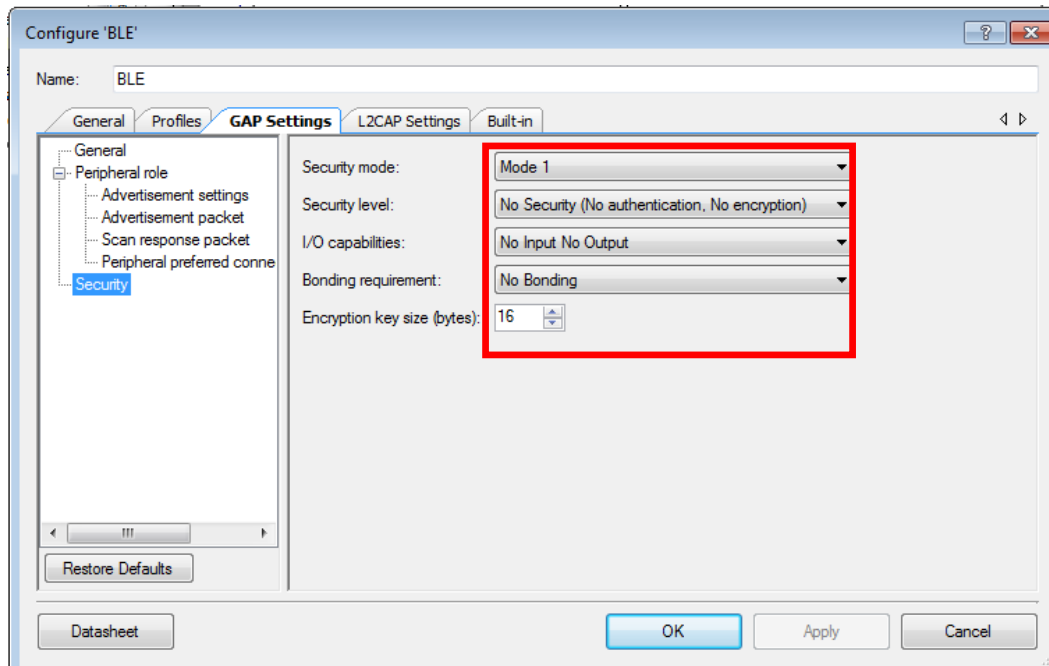 Configure 'BLE'
Name: BLE
General Profiles GAP Settings L2CAP Settings Built-in
General
Peripheral role
Advertisement settings
Advertisement packet
Scan response packet
Peripheral preferred conne
Security
Security mode: Mode 1
Security level: No Security (No authentication, No encryption)
I/O capabilities: No Input No Output
Bonding requirement: No Bonding
Encryption key size (bytes): 16
Restore Defaults
Datasheet OK Apply Cancel